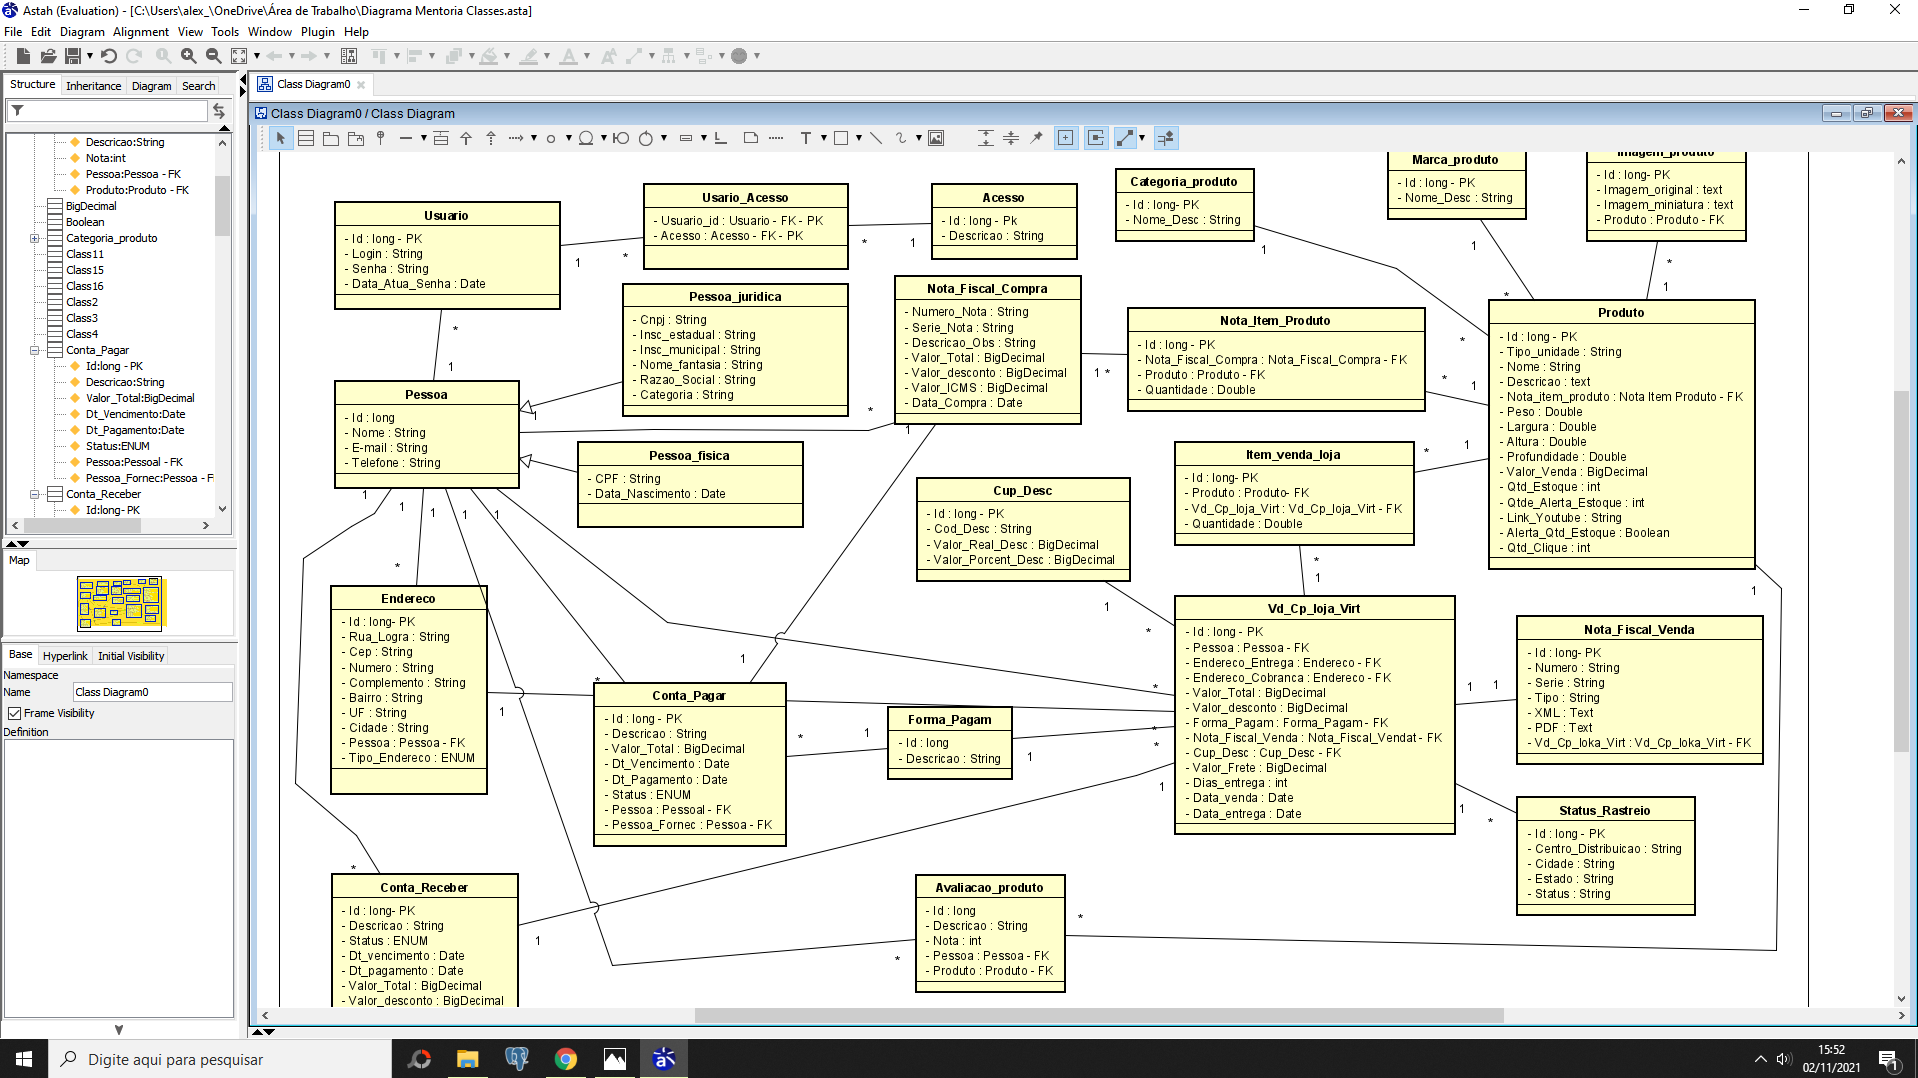 Astah (Evaluation) - [C:\Users\alex_\OneDrive\Área de Trabalho\Diagrama Mentoria Classes.asta]
File Edit Diagram Alignment View Tools Window Plugin Help
Structure Inheritance Diagram Search
Descricao:String
Nota:int
Pessoa:Pessoa - FK
Produto:Produto - FK
BigDecimal
Boolean
Categoria_produto
Class11
Class15
Class16
Class2
Class3
Class4
Conta_Pagar
Id:long - PK
Descricao:String
Valor_Total:BigDecimal
Dt_Vencimento:Date
Dt_Pagamento:Date
Status:ENUM
Pessoa:Pessoal - FK
Pessoa_Fornec:Pessoa - F
Conta_Receber
Id:long- PK
Map
Base Hyperlink Initial Visibility
Namespace
Name Class Diagram0
Frame Visibility
Definition
Class Diagram0
Class Diagram0 / Class Diagram
Usuario
- Id : long - PK
- Login : String
- Senha : String
- Data_Atua_Senha : Date
Usario_Acesso
- Usuario_id : Usuario - FK - PK
- Acesso : Acesso - FK - PK
Acesso
- Id : long - Pk
- Descricao : String
Categoria_produto
- Id : long- PK
- Nome_Desc : String
Marca_produto
- Id : long - PK
- Nome_Desc : String
Imagem_produto
- Id : long- PK
- Imagem_original : text
- Imagem_miniatura : text
- Produto : Produto - FK
Pessoa_juridica
- Cnpj : String
- Insc_estadual : String
- Insc_municipal : String
- Nome_fantasia : String
- Razao_Social : String
- Categoria : String
Nota_Fiscal_Compra
- Numero_Nota : String
- Serie_Nota : String
- Descricao_Obs : String
- Valor_Total : BigDecimal
- Valor_desconto : BigDecimal
- Valor_ICMS : BigDecimal
- Data_Compra : Date
Nota_Item_Produto
- Id : long - PK
- Nota_Fiscal_Compra : Nota_Fiscal_Compra - FK
- Produto : Produto - FK
- Quantidade : Double
Produto
- Id : long - PK
- Tipo_unidade : String
- Nome : String
- Descricao : text
- Nota_item_produto : Nota Item Produto - FK
- Peso : Double
- Largura : Double
- Altura : Double
- Profundidade : Double
- Valor_Venda : BigDecimal
- Qtd_Estoque : int
- Qtde_Alerta_Estoque : int
- Link_Youtube : String
- Alerta_Qtd_Estoque : Boolean
- Qtd_Clique : int
Pessoa
- Id : long
- Nome : String
- E-mail : String
- Telefone : String
Pessoa_fisica
- CPF : String
- Data_Nascimento : Date
Cup_Desc
- Id : long - PK
- Cod_Desc : String
- Valor_Real_Desc : BigDecimal
- Valor_Porcent_Desc : BigDecimal
Item_venda_loja
- Id : long- PK
- Produto : Produto- FK
- Vd_Cp_loja_Virt : Vd_Cp_loja_Virt - FK
- Quantidade : Double
Endereco
- Id : long- PK
- Rua_Logra : String
- Cep : String
- Numero : String
- Complemento : String
- Bairro : String
- UF : String
- Cidade : String
- Pessoa : Pessoa - FK
- Tipo_Endereco : ENUM
Conta_Pagar
- Id : long - PK
- Descricao : String
- Valor_Total : BigDecimal
- Dt_Vencimento : Date
- Dt_Pagamento : Date
- Status : ENUM
- Pessoa : Pessoal - FK
- Pessoa_Fornec : Pessoa - FK
Forma_Pagam
- Id : long
- Descricao : String
Vd_Cp_loja_Virt
- Id : long - PK
- Pessoa : Pessoa - FK
- Endereco_Entrega : Endereco - FK
- Endereco_Cobranca : Endereco - FK
- Valor_Total : BigDecimal
- Valor_desconto : BigDecimal
- Forma_Pagam : Forma_Pagam - FK
- Nota_Fiscal_Venda : Nota_Fiscal_Vendat - FK
- Cup_Desc : Cup_Desc - FK
- Valor_Frete : BigDecimal
- Dias_entrega : int
- Data_venda : Date
- Data_entrega : Date
Nota_Fiscal_Venda
- Id : long- PK
- Numero : String
- Serie : String
- Tipo : String
- XML : Text
- PDF : Text
- Vd_Cp_loka_Virt : Vd_Cp_loka_Virt - FK
Status_Rastreio
- Id : long - PK
- Centro_Distribuicao : String
- Cidade : String
- Estado : String
- Status : String
Conta_Receber
- Id : long- PK
- Descricao : String
- Status : ENUM
- Dt_vencimento : Date
- Dt_pagamento : Date
- Valor_Total : BigDecimal
- Valor_desconto : BigDecimal
Avaliacao_produto
- Id : long
- Descricao : String
- Nota : int
- Pessoa : Pessoa - FK
- Produto : Produto - FK
Digite aqui para pesquisar
15:52
02/11/2021
1